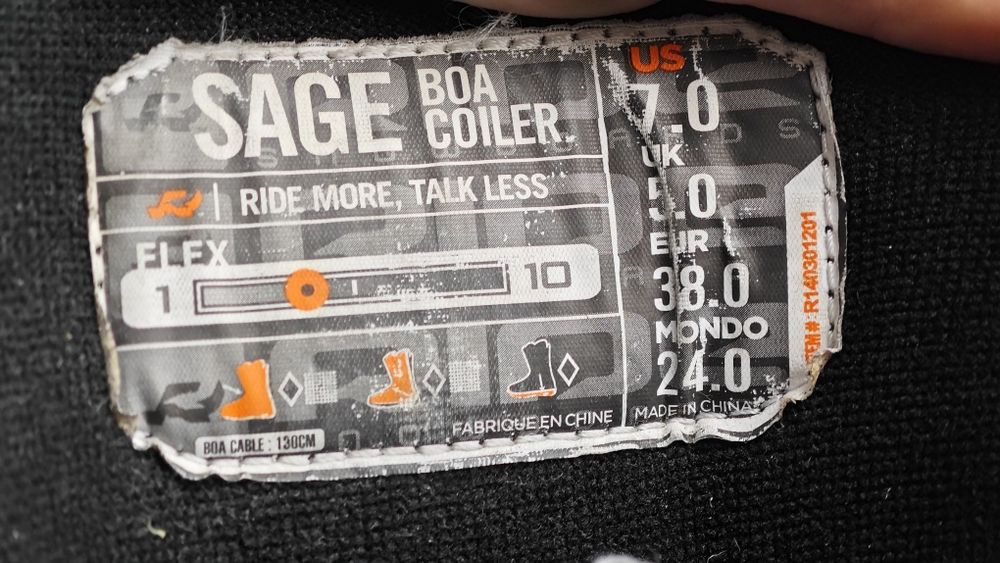 SAGE BOA
COILER
RIDE MORE, TALK LESS
FLEX
1 10
BOA CABLE : 130CM
FABRIQUE EN CHINE
US
7.0
UK
5.0
EUR
38.0
MONDO
24.0
MADE IN CHINA
ITEM #: R140301201